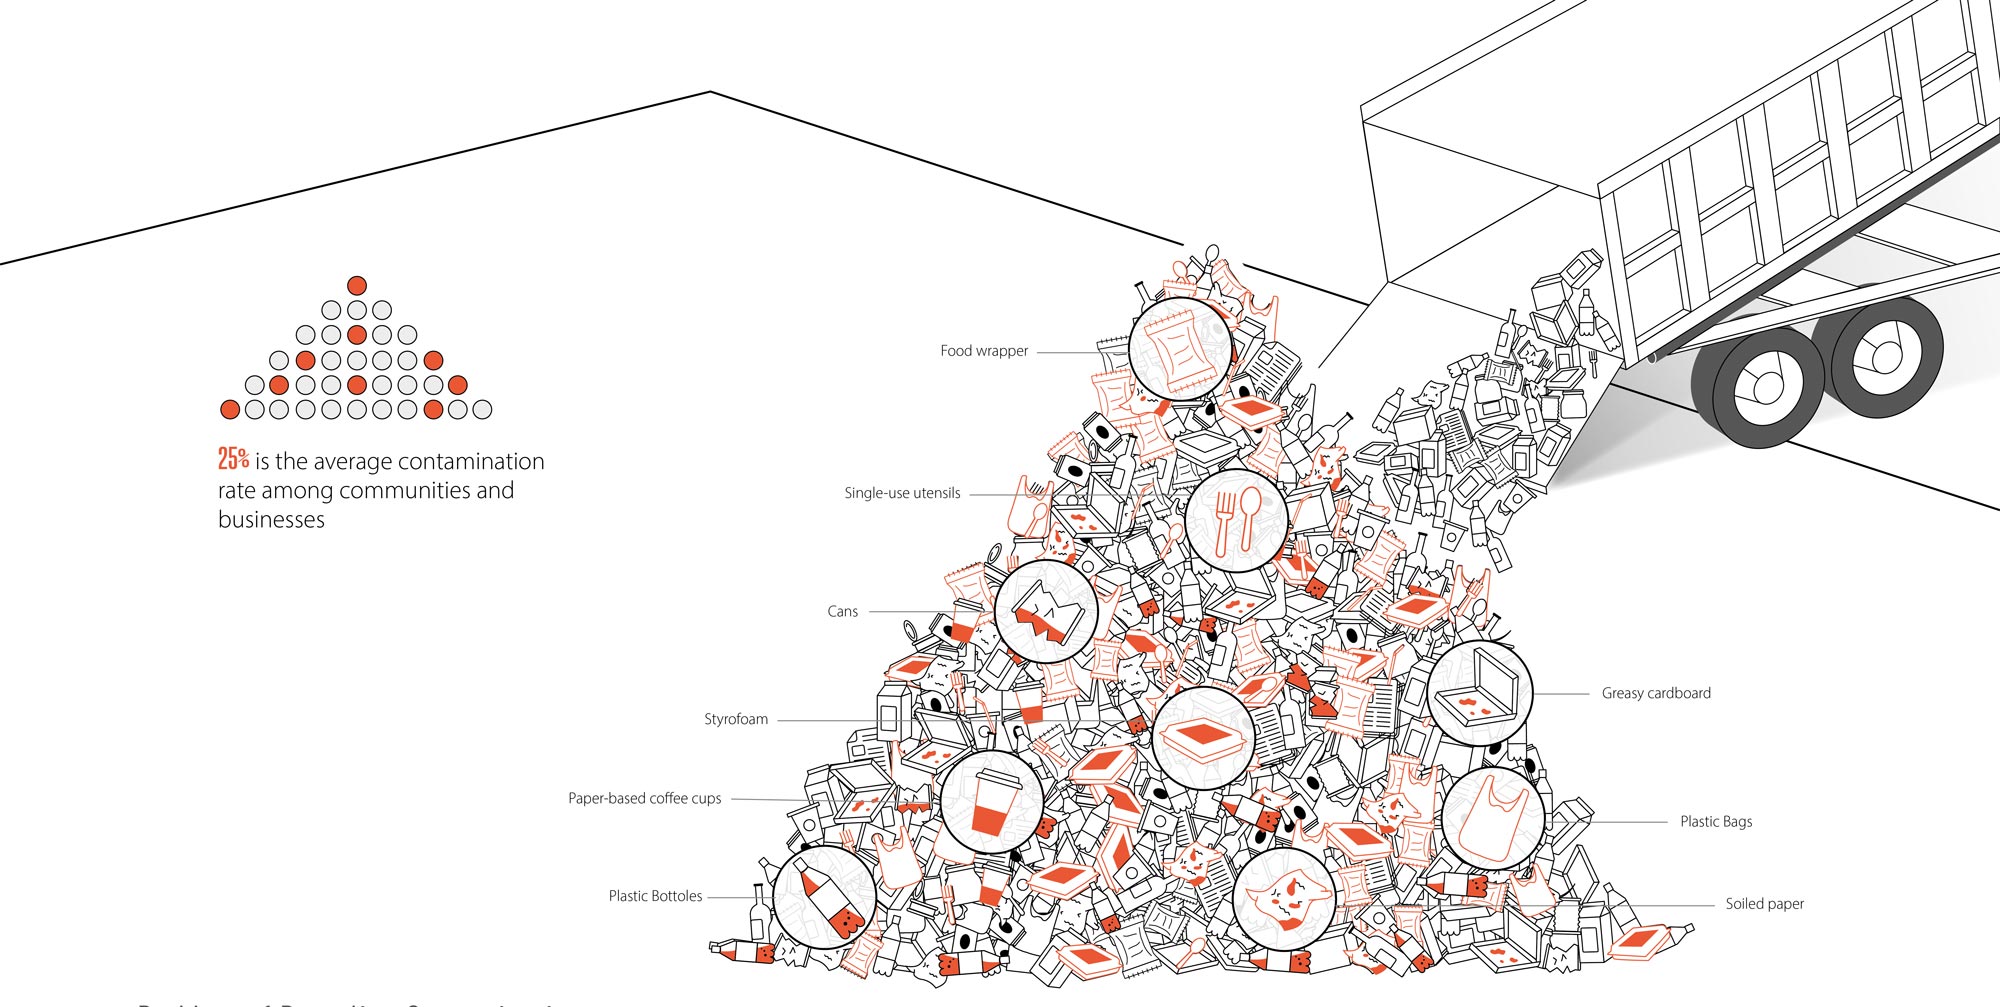 25% is the average contamination
rate among communities and
businesses
Food wrapper
Single-use utensils
Cans
Styrofoam
Greasy cardboard
Paper-based coffee cups
Plastic Bags
Plastic Bottoles
Soiled paper